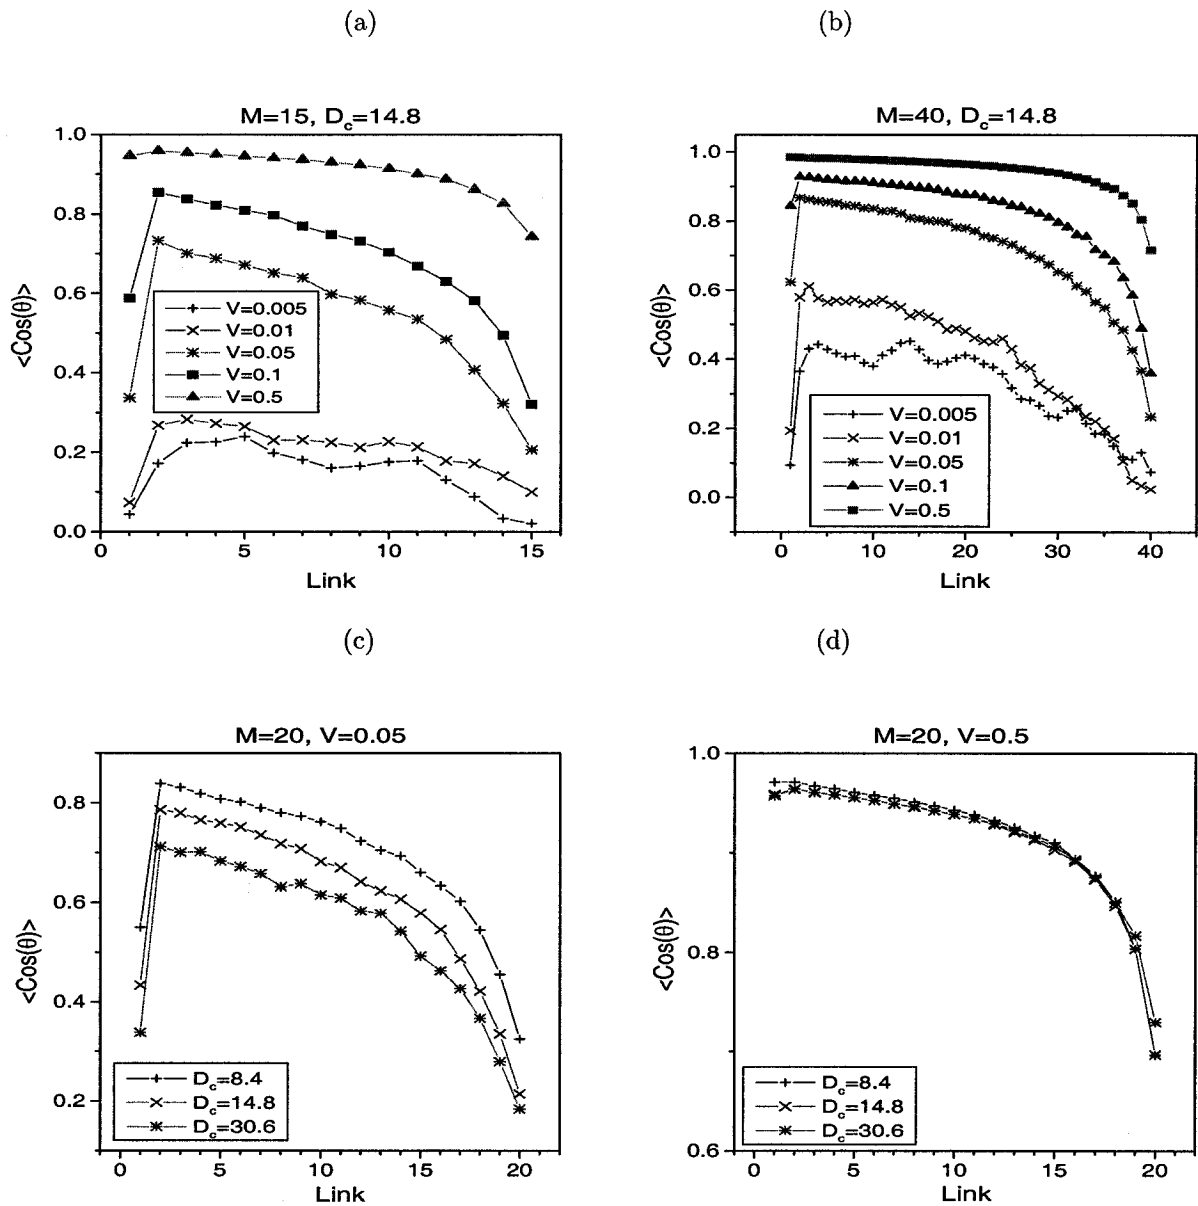 (a)
M=15, D_c=14.8
1.0
0.8
0.6
0.4
0.2
0.0
<Cos(θ)>
V=0.005
V=0.01
V=0.05
V=0.1
V=0.5
0 5 10 15
Link
(b)
M=40, D_c=14.8
1.0
0.8
0.6
0.4
0.2
0.0
<Cos(θ)>
V=0.005
V=0.01
V=0.05
V=0.1
V=0.5
0 10 20 30 40
Link
(c)
M=20, V=0.05
0.8
0.6
0.4
0.2
<Cos(θ)>
D_c=8.4
D_c=14.8
D_c=30.6
0 5 10 15 20
Link
(d)
M=20, V=0.5
1.0
0.8
0.6
<Cos(θ)>
D_c=8.4
D_c=14.8
D_c=30.6
0 5 10 15 20
Link